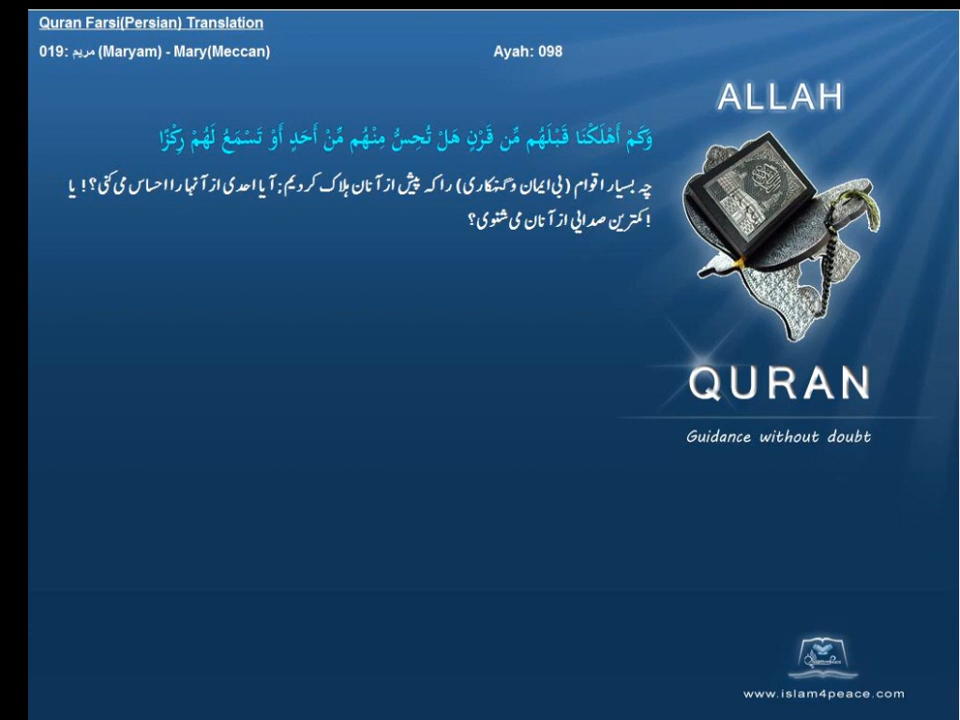 Quran Farsi(Persian) Translation
019: مريم (Maryam) - Mary(Meccan)
Ayah: 098
ALLAH
وَكَمْ أَهْلَكْنَا قَبْلَهُم مِّن قَرْنٍ هَلْ تُحِسُّ مِنْهُم مِّنْ أَحَدٍ أَوْ تَسْمَعُ لَهُمْ رِكْزًا
چه بسیار اقوام (بی‌ایمان و گنهکاری) را که پیش از آنان هلاک کردیم؛ آیا احدی از آنها را احساس می‌کنی؟! یا
کمترین صدایی از آنان می‌شنوی؟!
QURAN
Guidance without doubt
www.islam4peace.com